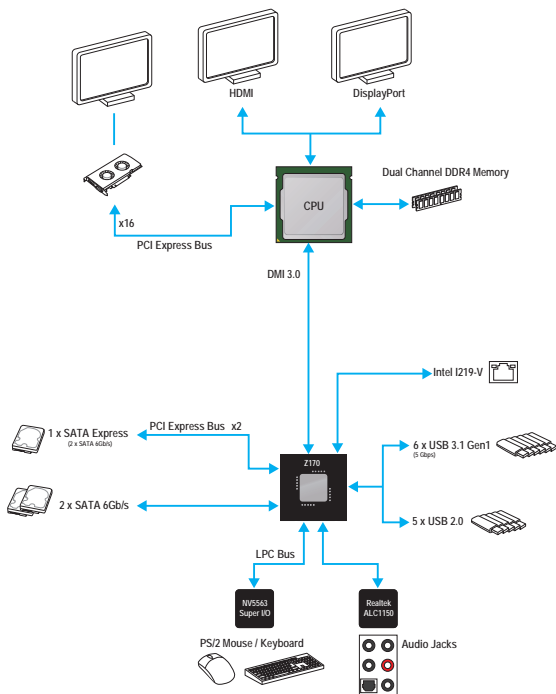 HDMI
DisplayPort
Dual Channel DDR4 Memory
CPU
x16
PCI Express Bus
DMI 3.0
Intel I219-V
1 x SATA Express
(2 x SATA 6Gb/s)
PCI Express Bus x2
6 x USB 3.1 Gen1
(5 Gbps)
Z170
2 x SATA 6Gb/s
5 x USB 2.0
LPC Bus
NV5563
Super I/O
Realtek
ALC1150
PS/2 Mouse / Keyboard
Audio Jacks